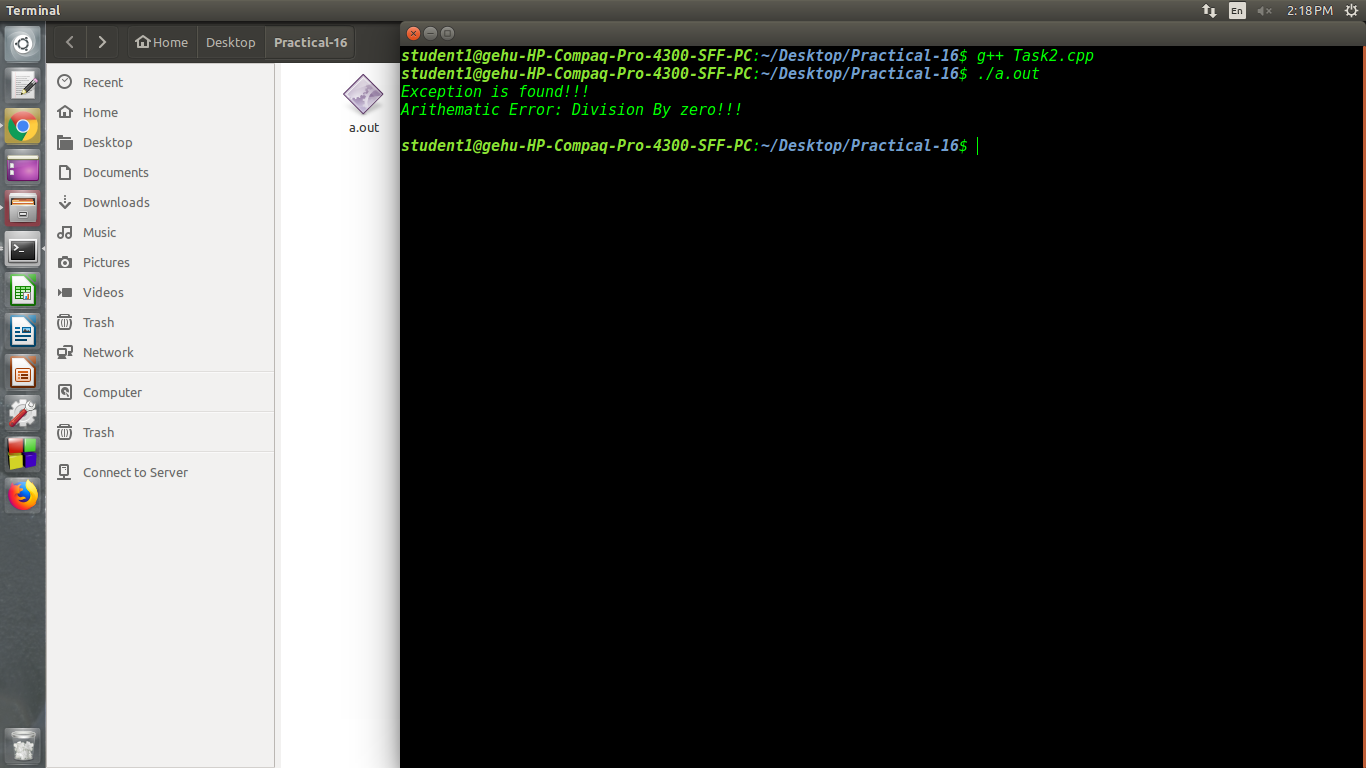 Terminal
En
2:18 PM
Home
Desktop
Practical-16
Recent
Home
Desktop
Documents
Downloads
Music
Pictures
Videos
Trash
Network
Computer
Trash
Connect to Server
a.out
student1@gehu-HP-Compaq-Pro-4300-SFF-PC:~/Desktop/Practical-16$ g++ Task2.cpp
student1@gehu-HP-Compaq-Pro-4300-SFF-PC:~/Desktop/Practical-16$ ./a.out
Exception is found!!!
Arithematic Error: Division By zero!!!
student1@gehu-HP-Compaq-Pro-4300-SFF-PC:~/Desktop/Practical-16$